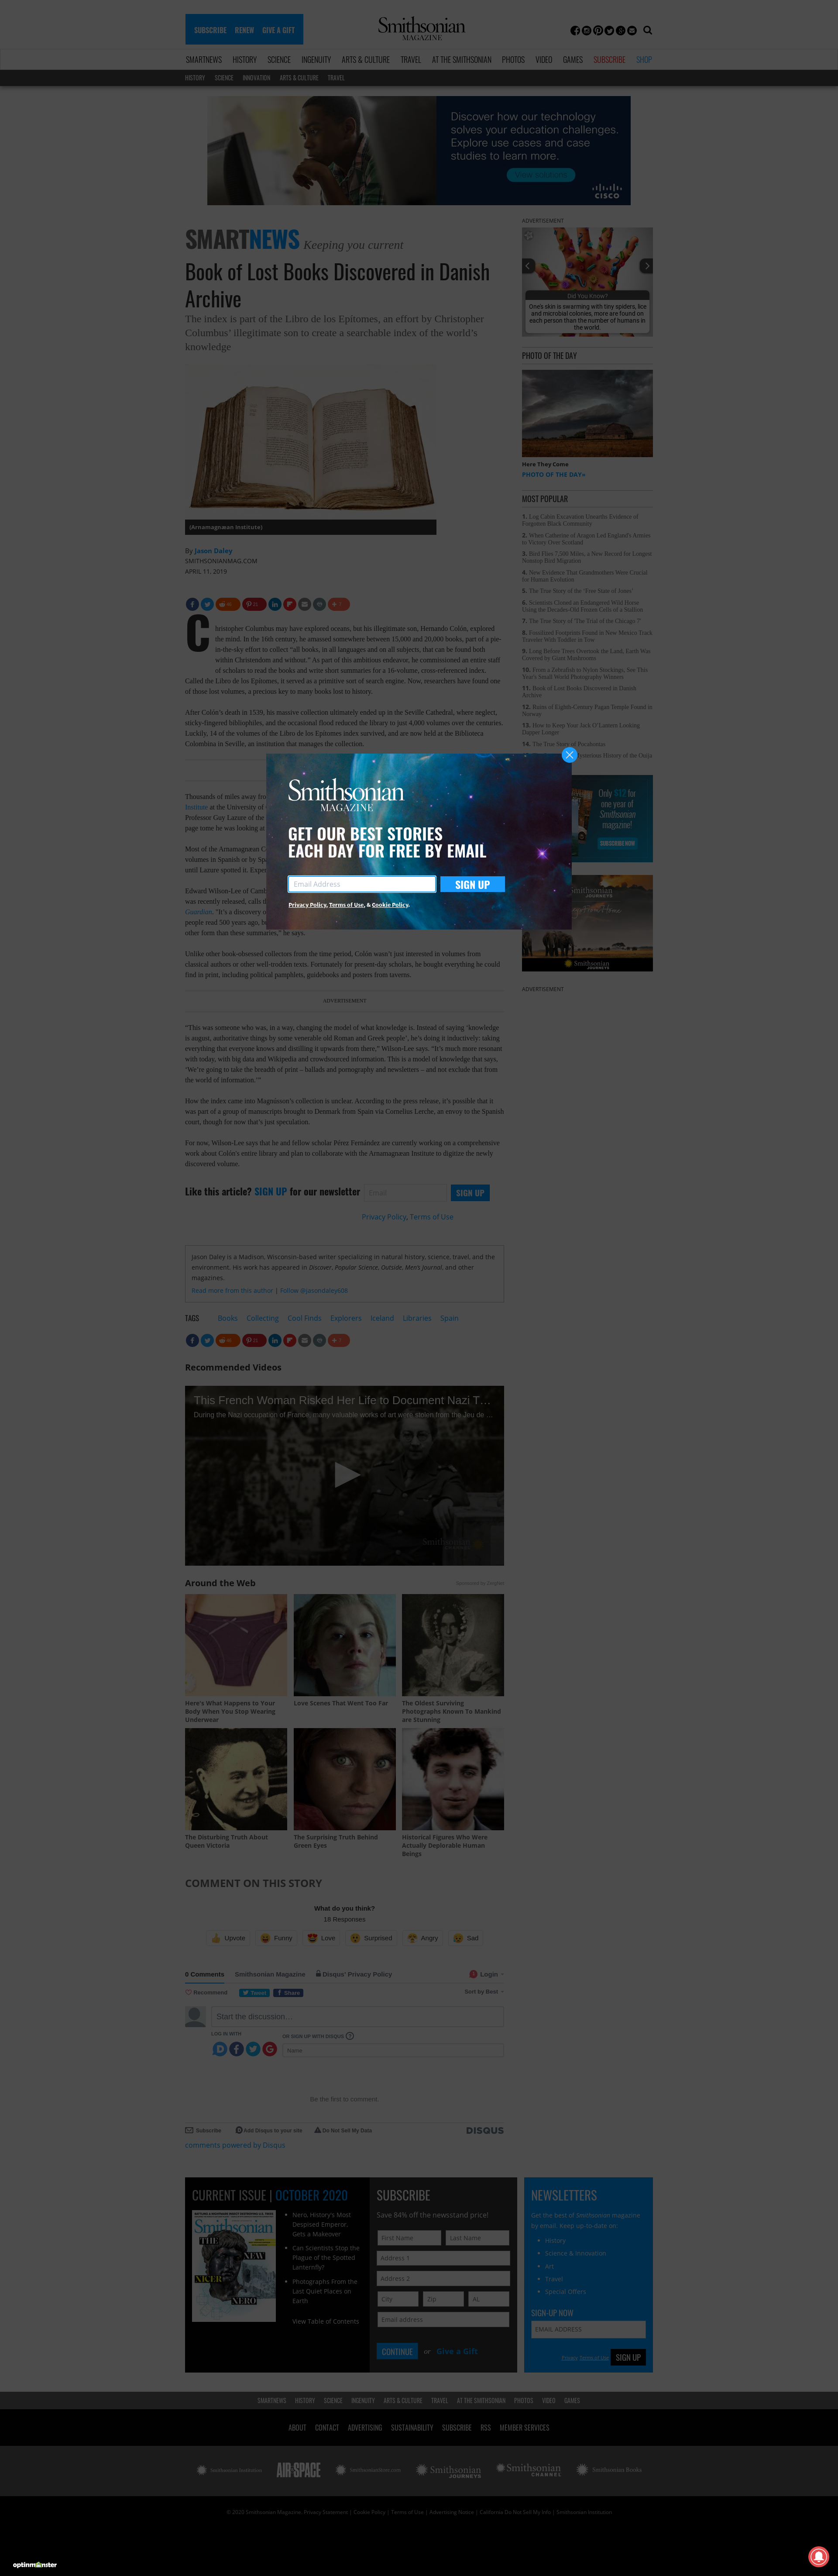 SUBSCRIBE RENEW GIVE A GIFT
Smithsonian
MAGAZINE
SMARTNEWS HISTORY SCIENCE INGENUITY ARTS & CULTURE TRAVEL AT THE SMITHSONIAN PHOTOS VIDEO GAMES SUBSCRIBE SHOP
HISTORY SCIENCE INNOVATION ARTS & CULTURE TRAVEL
Discover how our technology
solves your education challenges.
Explore use cases and case
studies to learn more.
CISCO
SMARTNEWS Keeping you current
Book of Lost Books Discovered in Danish
Archive
The index is part of the Libro de los Epítomes, an effort by Christopher
Columbus' illegitimate son to create a searchable index of the world's
knowledge
(Arnamagnæan Institute)
By Jason Daley
SMITHSONIANMAG.COM
APRIL 11, 2019
Christopher Columbus may have explored oceans, but his illegitimate son, Hernando Colón, explored
the mind. In the 16th century, he amassed somewhere between 15,000 and 20,000 books, part of a pie-
in-the-sky effort to collect "all books, in all languages and on all subjects, that can be found both
within Christendom and without." As part of this ambitious endeavor, he commissioned an entire staff
of scholars to read the books and write short summaries for a 16-volume, cross-referenced index.
Called the Libro de los Epítomes, it served as a primitive sort of search engine. Now, researchers have found one
of those lost volumes, a precious key to many books lost to history.
After Colón's death in 1539, his massive collection ultimately ended up in the Seville Cathedral, where neglect,
sticky-fingered bibliophiles, and the occasional flood reduced the library to just 4,000 volumes over the centuries.
Luckily, 14 of the volumes of the Libro de los Epítomes index survived, and are now held at the Biblioteca
Colombina in Seville, an institution that manages the collection.
Thousands of miles away
Institute at the University of
Professor Guy Lazure of the
page tome he was looking at
Most of the Arnamagnæan
volumes in Spanish or by Sp
until Lazure spotted it. Exper
Edward Wilson-Lee of Cam
was recently released, calls t
Guardian. "It's a discovery o
people read 500 years ago, b
other form than these summaries," he says.
Unlike other book-obsessed collectors from the time period, Colón wasn't just interested in volumes from
classical authors or other well-trodden texts. Fortunately for present-day scholars, he bought everything he could
find in print, including political pamphlets, guidebooks and posters from taverns.
ADVERTISEMENT
"This was someone who was, in a way, changing the model of what knowledge is. Instead of saying 'knowledge
is august, authoritative things by some venerable old Roman and Greek people', he's doing it inductively: taking
everything that everyone knows and distilling it upwards from there," Wilson-Lee says. "It's much more resonant
with today, with big data and Wikipedia and crowdsourced information. This is a model of knowledge that says,
'We're going to take the breadth of print – ballads and pornography and newsletters – and not exclude that from
the world of information.'"
How the index came into Magnússon's collection is unclear. According to the press release, it's possible that it
was part of a group of manuscripts brought to Denmark from Spain via Cornelius Lerche, an envoy to the Spanish
court, though for now that's just speculation.
For now, Wilson-Lee says that he and fellow scholar Pérez Fernández are currently working on a comprehensive
work about Colón's entire library and plan to collaborate with the Arnamagnæan Institute to digitize the newly
discovered volume.
Like this article? SIGN UP for our newsletter Email SIGN UP
Privacy Policy, Terms of Use
Jason Daley is a Madison, Wisconsin-based writer specializing in natural history, science, travel, and the
environment. His work has appeared in Discover, Popular Science, Outside, Men's Journal, and other
magazines.
Read more from this author | Follow @jasondaley608
TAGS Books Collecting Cool Finds Explorers Iceland Libraries Spain
Recommended Videos
This French Woman Risked Her Life to Document Nazi T...
During the Nazi occupation of France, many valuable works of art were stolen from the Jeu de ...
Around the Web
Here's What Happens to Your
Body When You Stop Wearing
Underwear
Love Scenes That Went Too Far
The Oldest Surviving
Photographs Known To Mankind
are Stunning
The Disturbing Truth About
Queen Victoria
The Surprising Truth Behind
Green Eyes
Historical Figures Who Were
Actually Deplorable Human
Beings
COMMENT ON THIS STORY
What do you think?
18 Responses
Upvote Funny Love Surprised Angry Sad
0 Comments Smithsonian Magazine Disqus' Privacy Policy Login
Recommend Tweet Share Sort by Best
Start the discussion...
LOG IN WITH
OR SIGN UP WITH DISQUS ?
Name
Be the first to comment.
Subscribe Add Disqus to your site Do Not Sell My Data DISQUS
comments powered by Disqus
ADVERTISEMENT
Did You Know?
One's skin is swarming with tiny spiders, lice
and microbial colonies, more are found on
each person than the number of humans in
the world.
PHOTO OF THE DAY
Here They Come
PHOTO OF THE DAY»
MOST POPULAR
1. Log Cabin Excavation Unearths Evidence of
Forgotten Black Community
2. When Catherine of Aragon Led England's Armies
to Victory Over Scotland
3. Bird Flies 7,500 Miles, a New Record for Longest
Nonstop Bird Migration
4. New Evidence That Grandmothers Were Crucial
for Human Evolution
5. The True Story of the 'Free State of Jones'
6. Scientists Cloned an Endangered Wild Horse
Using the Decades-Old Frozen Cells of a Stallion
7. The True Story of 'The Trial of the Chicago 7'
8. Fossilized Footprints Found in New Mexico Track
Traveler With Toddler in Tow
9. Long Before Trees Overtook the Land, Earth Was
Covered by Giant Mushrooms
10. From a Zebrafish to Nylon Stockings, See This
Year's Small World Photography Winners
11. Book of Lost Books Discovered in Danish
Archive
12. Ruins of Eighth-Century Pagan Temple Found in
Norway
13. How to Keep Your Jack O'Lantern Looking
Dapper Longer
14. The True Story of Pocahontas
History of the Ouija
Only $12 for
one year of
Smithsonian
magazine!
SUBSCRIBE NOW
Smithsonian
JOURNEYS
ADVERTISEMENT
Smithsonian
MAGAZINE
GET OUR BEST STORIES
EACH DAY FOR FREE BY EMAIL
Email Address SIGN UP
Privacy Policy, Terms of Use, & Cookie Policy.
CURRENT ISSUE | OCTOBER 2020
Smithsonian
THE NEW NERO
Nero, History's Most
Despised Emperor,
Gets a Makeover
Can Scientists Stop the
Plague of the Spotted
Lanternfly?
Photographs From the
Last Quiet Places on
Earth
View Table of Contents
SUBSCRIBE
Save 84% off the newsstand price!
First Name Last Name
Address 1
Address 2
City Zip AL
Email address
CONTINUE or Give a Gift
NEWSLETTERS
Get the best of Smithsonian magazine
by email. Keep up-to-date on:
History
Science & Innovation
Art
Travel
Special Offers
SIGN-UP NOW
EMAIL ADDRESS
SIGN UP
SMARTNEWS HISTORY SCIENCE INGENUITY ARTS & CULTURE TRAVEL AT THE SMITHSONIAN PHOTOS VIDEO GAMES
ABOUT CONTACT ADVERTISING SUSTAINABILITY SUBSCRIBE RSS MEMBER SERVICES
Smithsonian Institution AIR&SPACE Smithsonian JOURNEYS Smithsonian CHANNEL Smithsonian Books
© 2020 Smithsonian Magazine Privacy Statement | Cookie Policy | Terms of Use | Advertising Notice | California Do Not Sell My Info | Smithsonian Institution
optinmonster